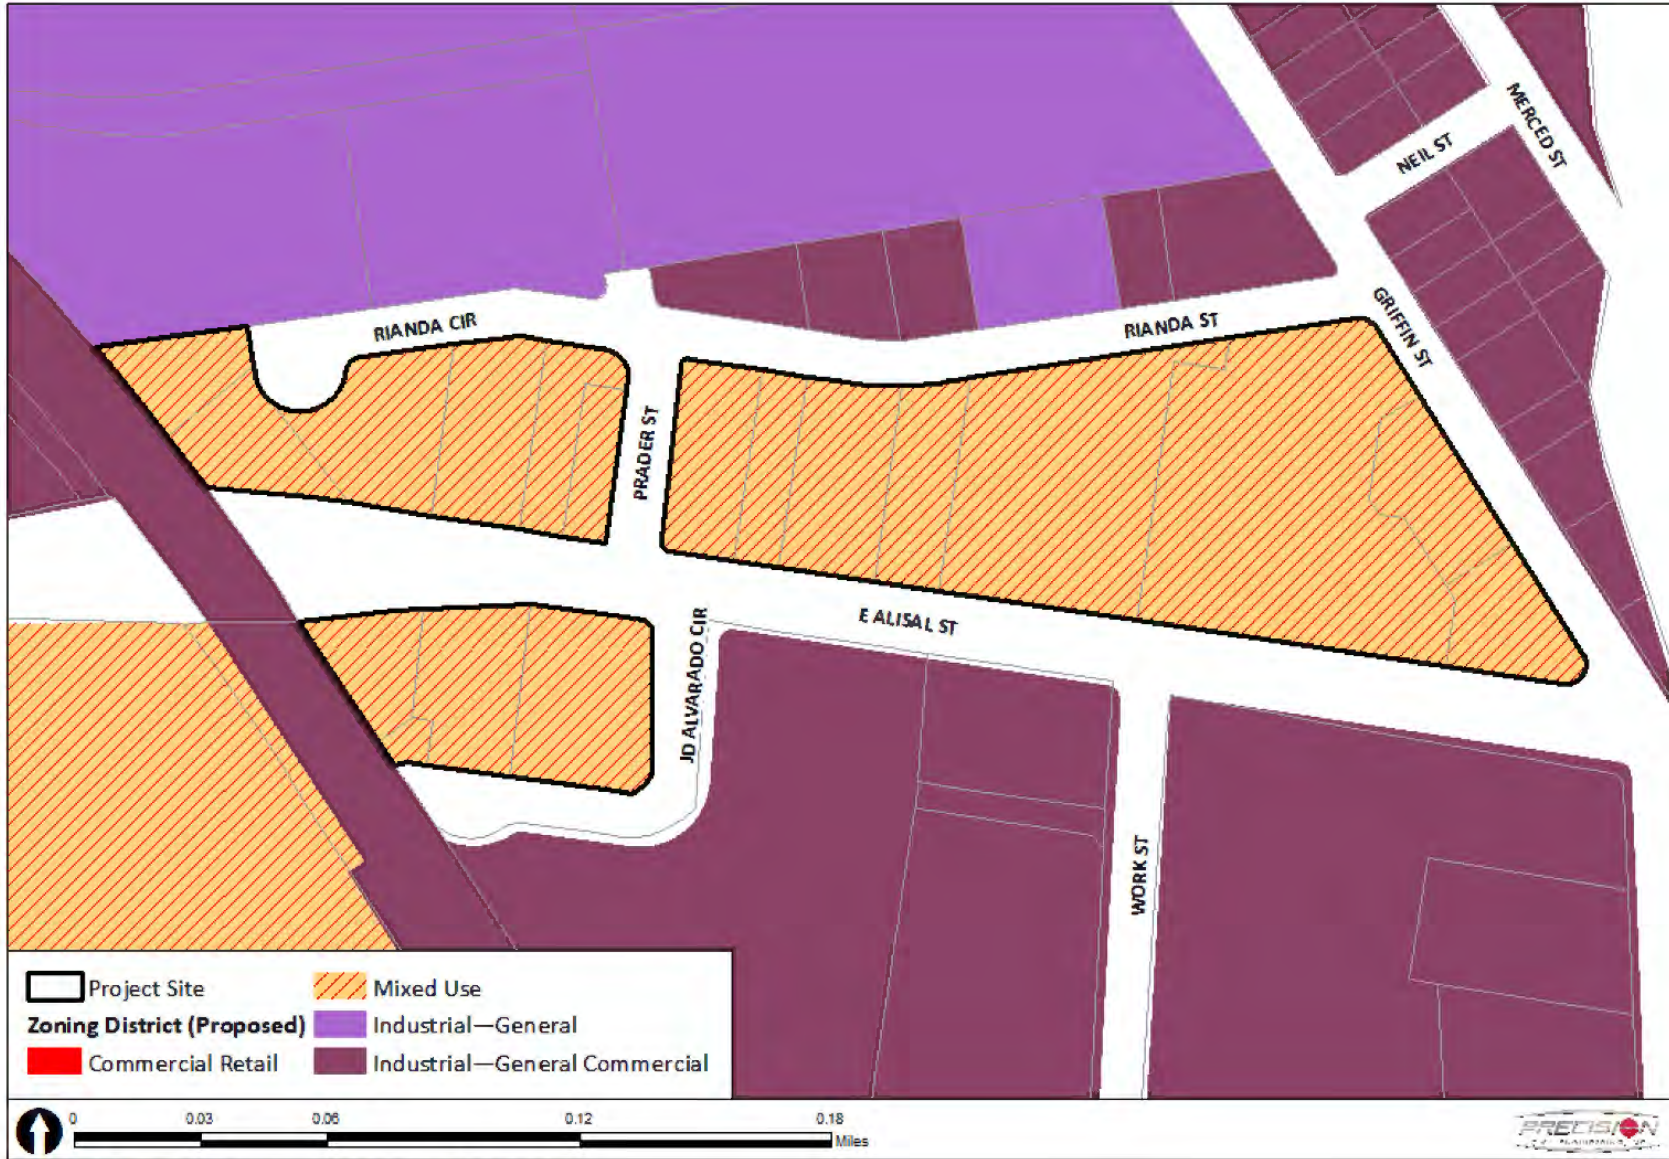 MERCED ST
NEIL ST
GRIFFIN ST
RIANDA CIR
RIANDA ST
PRADER ST
E ALISAL ST
JD ALVARADO CIR
WORK ST
Project Site
Mixed Use
Zoning District (Proposed)
Industrial—General
Commercial Retail
Industrial—General Commercial
0 0.03 0.06 0.12 0.18
Miles
PRECISION